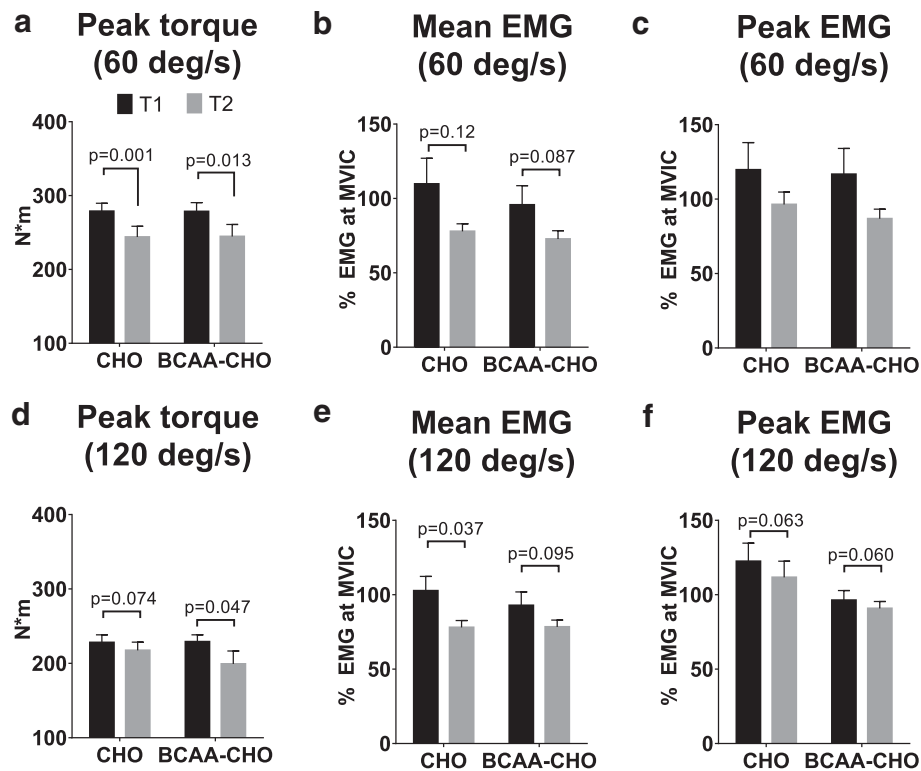 a Peak torque
(60 deg/s)
T1 T2
400
300
200
100
N*m
p=0.001
p=0.013
CHO BCAA-CHO
b Mean EMG
(60 deg/s)
150
100
50
0
% EMG at MVIC
p=0.12
p=0.087
CHO BCAA-CHO
c Peak EMG
(60 deg/s)
150
100
50
0
% EMG at MVIC
CHO BCAA-CHO
d Peak torque
(120 deg/s)
400
300
200
100
N*m
p=0.074
p=0.047
CHO BCAA-CHO
e Mean EMG
(120 deg/s)
150
100
50
0
% EMG at MVIC
p=0.037
p=0.095
CHO BCAA-CHO
f Peak EMG
(120 deg/s)
150
100
50
0
% EMG at MVIC
p=0.063
p=0.060
CHO BCAA-CHO